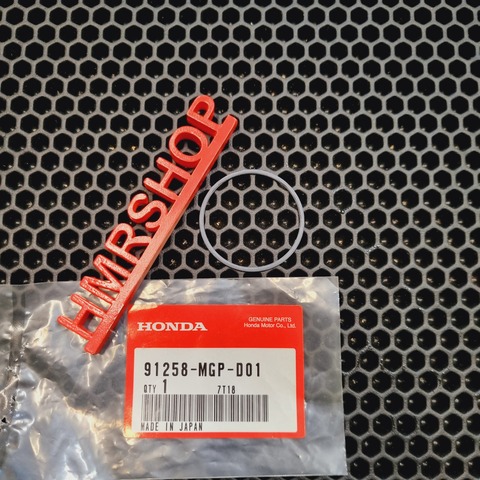 HMRSHOP
HONDA
GENUINE PARTS
Honda Motor Co., Ltd.
91258-MGP-D01
QTY 1 7T18
MADE IN JAPAN